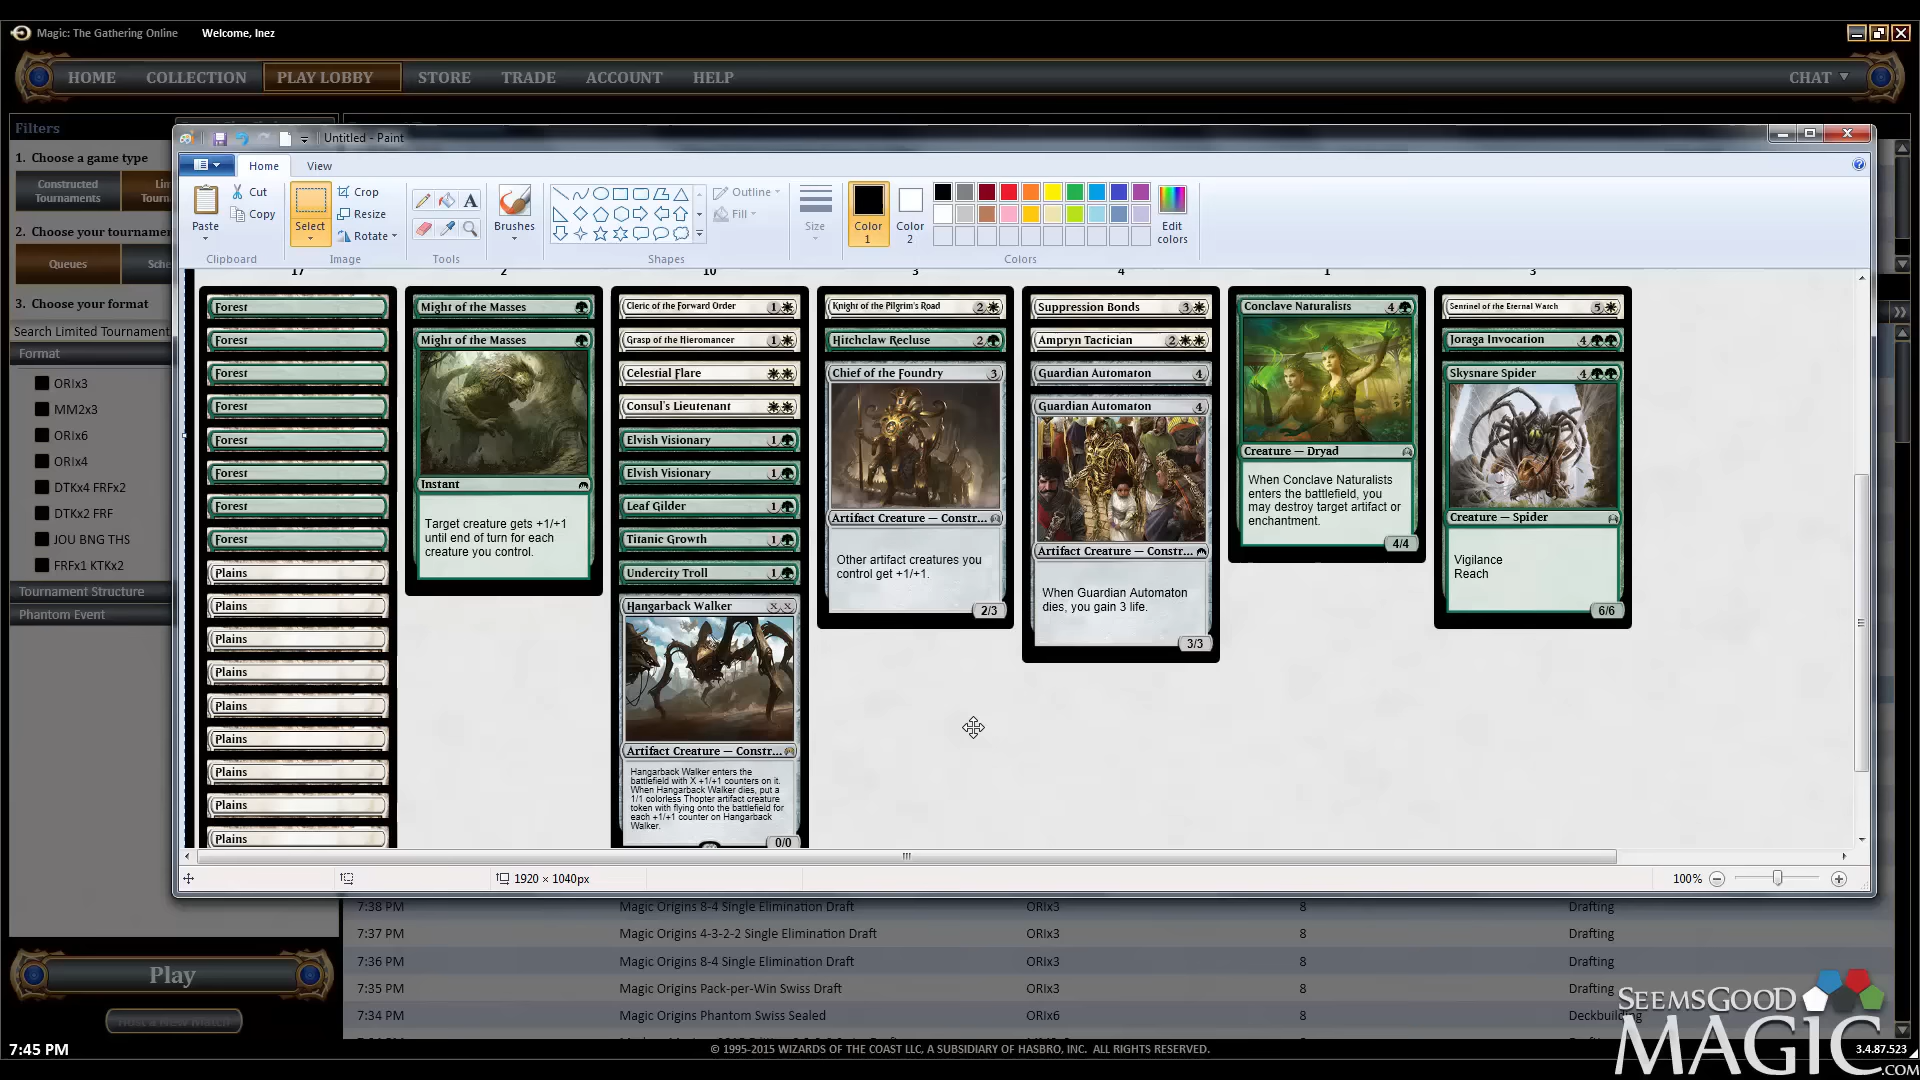 Magic: The Gathering Online Welcome, Inez
HOME COLLECTION PLAY LOBBY STORE TRADE ACCOUNT HELP CHAT
Filters
1. Choose a game type
Constructed
Tournaments
2. Choose your
Queues
3. Choose your format
Search Limited Tournament
Format
ORIx3
MM2x3
ORIx6
ORIx4
DTKx4 FRFx2
DTKx2 FRF
JOU BNG THS
FRFx1 KTKx2
Tournament Structure
Phantom Event
Play
7:45 PM
Untitled - Paint
Home View
Paste
Cut
Copy
Clipboard
Select
Crop
Resize
Rotate
Image
Tools
Brushes
Shapes
Outline
Fill
Size
Color
1
Color
2
Edit
colors
Colors
17 2 10 3 4 1 3
Forest
Forest
Forest
Forest
Forest
Forest
Forest
Forest
Plains
Plains
Plains
Plains
Plains
Plains
Plains
Plains
Plains
Might of the Masses
Might of the Masses
Instant
Target creature gets +1/+1
until end of turn for each
creature you control.
Cleric of the Forward Order 1
Grasp of the Hieromancer 1
Celestial Flare
Consul's Lieutenant
Elvish Visionary 1
Elvish Visionary 1
Leaf Gilder 1
Titanic Growth 1
Undercity Troll 1
Hangarback Walker X X
Artifact Creature — Constr...
Hangarback Walker enters the
battlefield with X +1/+1 counters on it.
When Hangarback Walker dies, put a
1/1 colorless Thopter artifact creature
token with flying onto the battlefield for
each +1/+1 counter on Hangarback
Walker.
0/0
Knight of the Pilgrim's Road 2
Hitchclaw Recluse 2
Chief of the Foundry 3
Artifact Creature — Constr...
Other artifact creatures you
control get +1/+1.
2/3
Suppression Bonds 3
Ampryn Tactician 2
Guardian Automaton 4
Guardian Automaton 4
Artifact Creature — Constr...
When Guardian Automaton
dies, you gain 3 life.
3/3
Conclave Naturalists 4
Creature — Dryad
When Conclave Naturalists
enters the battlefield, you
may destroy target artifact or
enchantment.
4/4
Sentinel of the Eternal Watch 5
Joraga Invocation 4
Skysnare Spider 4
Creature — Spider
Vigilance
Reach
6/6
1920 × 1040px
100%
7:38 PM Magic Origins 8-4 Single Elimination Draft ORIx3 8 Drafting
7:37 PM Magic Origins 4-3-2-2 Single Elimination Draft ORIx3 8 Drafting
7:36 PM Magic Origins 8-4 Single Elimination Draft ORIx3 8 Drafting
7:35 PM Magic Origins Pack-per-Win Swiss Draft ORIx3 8 Drafting
7:34 PM Magic Origins Phantom Swiss Sealed ORIx6 8 Deckbuilding
© 1995-2015 WIZARDS OF THE COAST LLC, A SUBSIDIARY OF HASBRO, INC. ALL RIGHTS RESERVED.
3.4.87.523
SEEMSGOOD
MAGIC
.COM